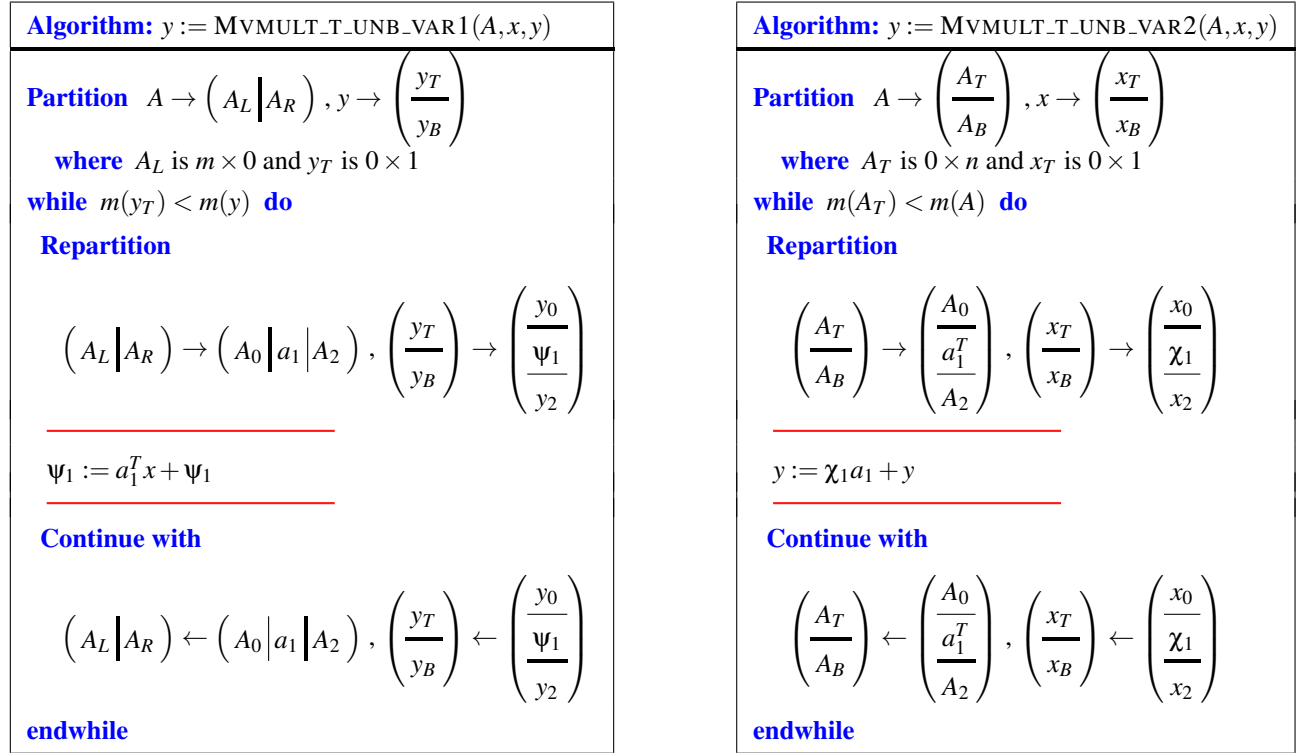 Algorithm: y := MVMULT_T_UNB_VAR1(A, x, y)
Partition A → ( A_L | A_R ) , y → ( y_T / y_B )
where A_L is m × 0 and y_T is 0 × 1
while m(y_T) < m(y) do
Repartition
( A_L | A_R ) → ( A_0 | a_1 | A_2 ) , ( y_T / y_B ) → ( y_0 / ψ_1 / y_2 )
ψ_1 := a_1^T x + ψ_1
Continue with
( A_L | A_R ) ← ( A_0 | a_1 | A_2 ) , ( y_T / y_B ) ← ( y_0 / ψ_1 / y_2 )
endwhile
Algorithm: y := MVMULT_T_UNB_VAR2(A, x, y)
Partition A → ( A_T / A_B ) , x → ( x_T / x_B )
where A_T is 0 × n and x_T is 0 × 1
while m(A_T) < m(A) do
Repartition
( A_T / A_B ) → ( A_0 / a_1^T / A_2 ) , ( x_T / x_B ) → ( x_0 / χ_1 / x_2 )
y := χ_1 a_1 + y
Continue with
( A_T / A_B ) ← ( A_0 / a_1^T / A_2 ) , ( x_T / x_B ) ← ( x_0 / χ_1 / x_2 )
endwhile